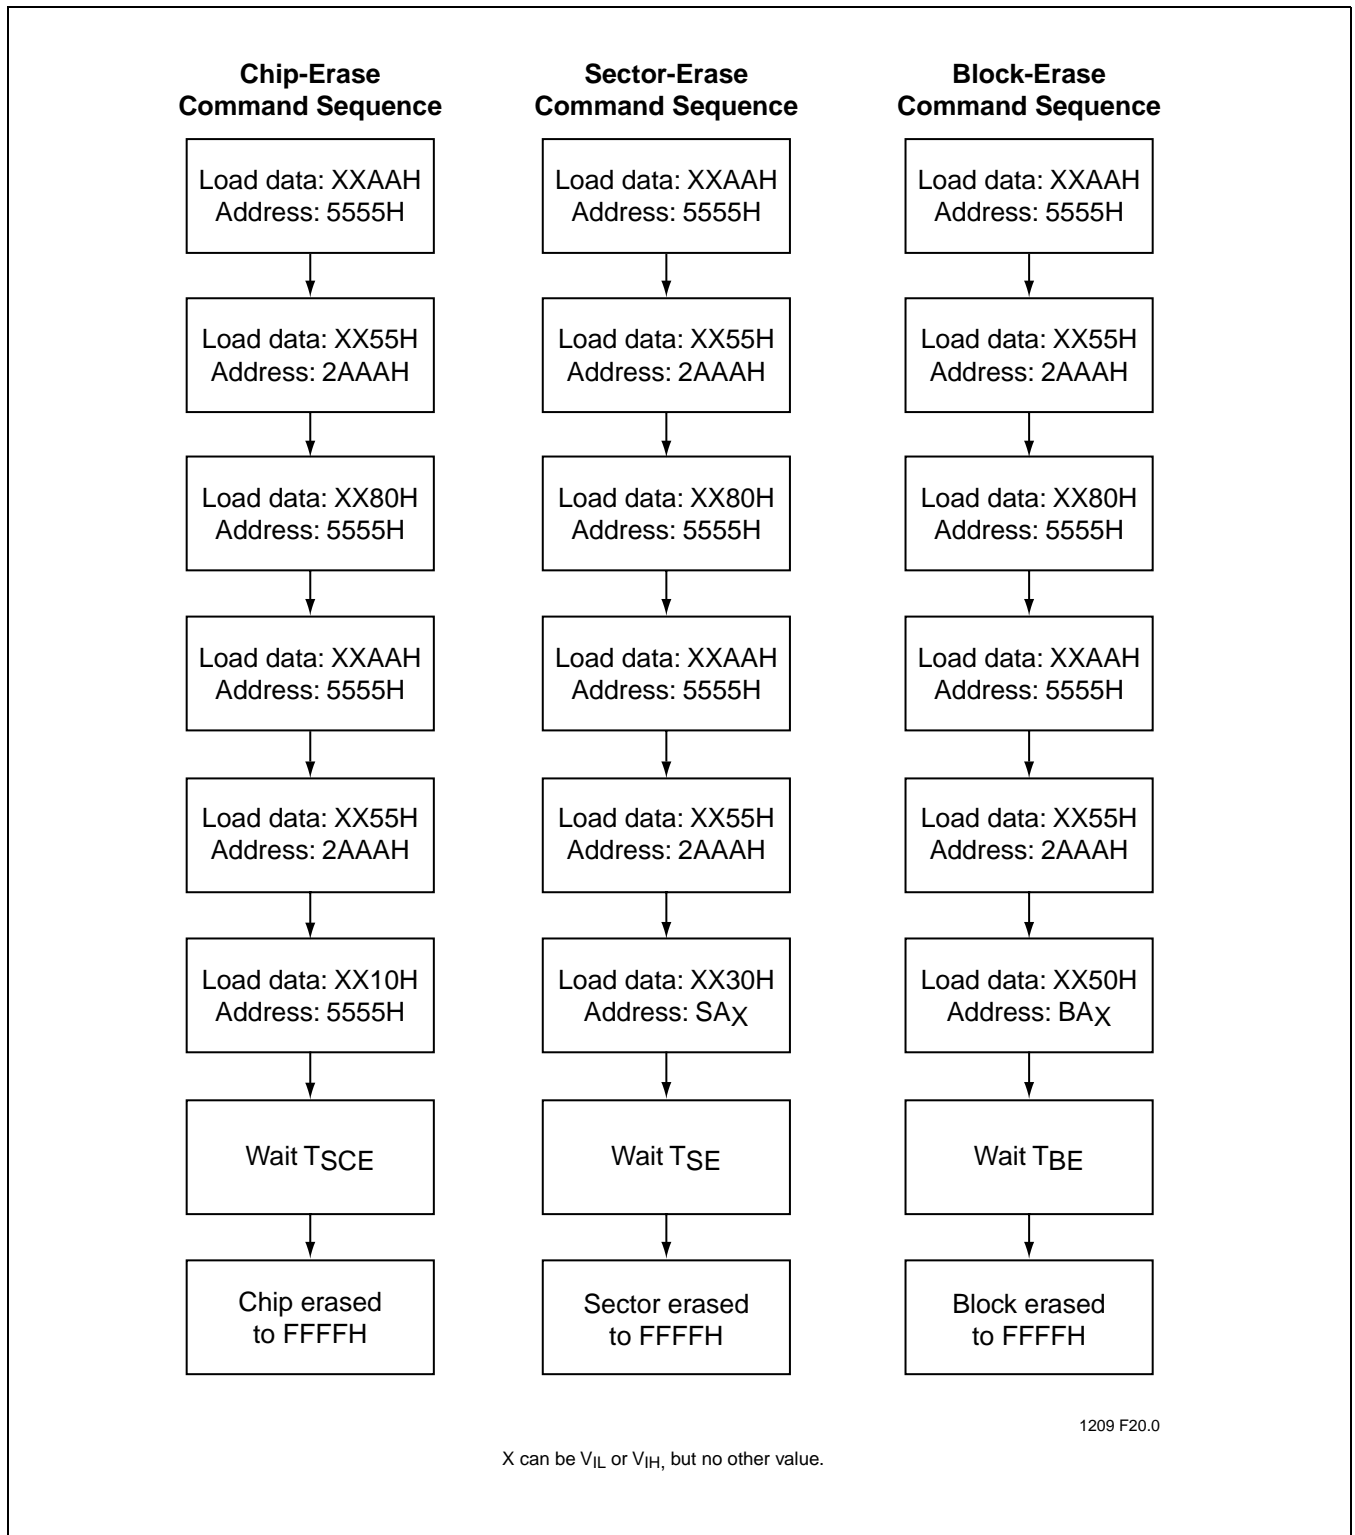 Chip-Erase
Command Sequence
Load data: XXAAH
Address: 5555H
Load data: XX55H
Address: 2AAAH
Load data: XX80H
Address: 5555H
Load data: XXAAH
Address: 5555H
Load data: XX55H
Address: 2AAAH
Load data: XX10H
Address: 5555H
Wait TSCE
Chip erased
to FFFFH
Sector-Erase
Command Sequence
Load data: XXAAH
Address: 5555H
Load data: XX55H
Address: 2AAAH
Load data: XX80H
Address: 5555H
Load data: XXAAH
Address: 5555H
Load data: XX55H
Address: 2AAAH
Load data: XX30H
Address: SAX
Wait TSE
Sector erased
to FFFFH
Block-Erase
Command Sequence
Load data: XXAAH
Address: 5555H
Load data: XX55H
Address: 2AAAH
Load data: XX80H
Address: 5555H
Load data: XXAAH
Address: 5555H
Load data: XX55H
Address: 2AAAH
Load data: XX50H
Address: BAX
Wait TBE
Block erased
to FFFFH
1209 F20.0
X can be VIL or VIH, but no other value.